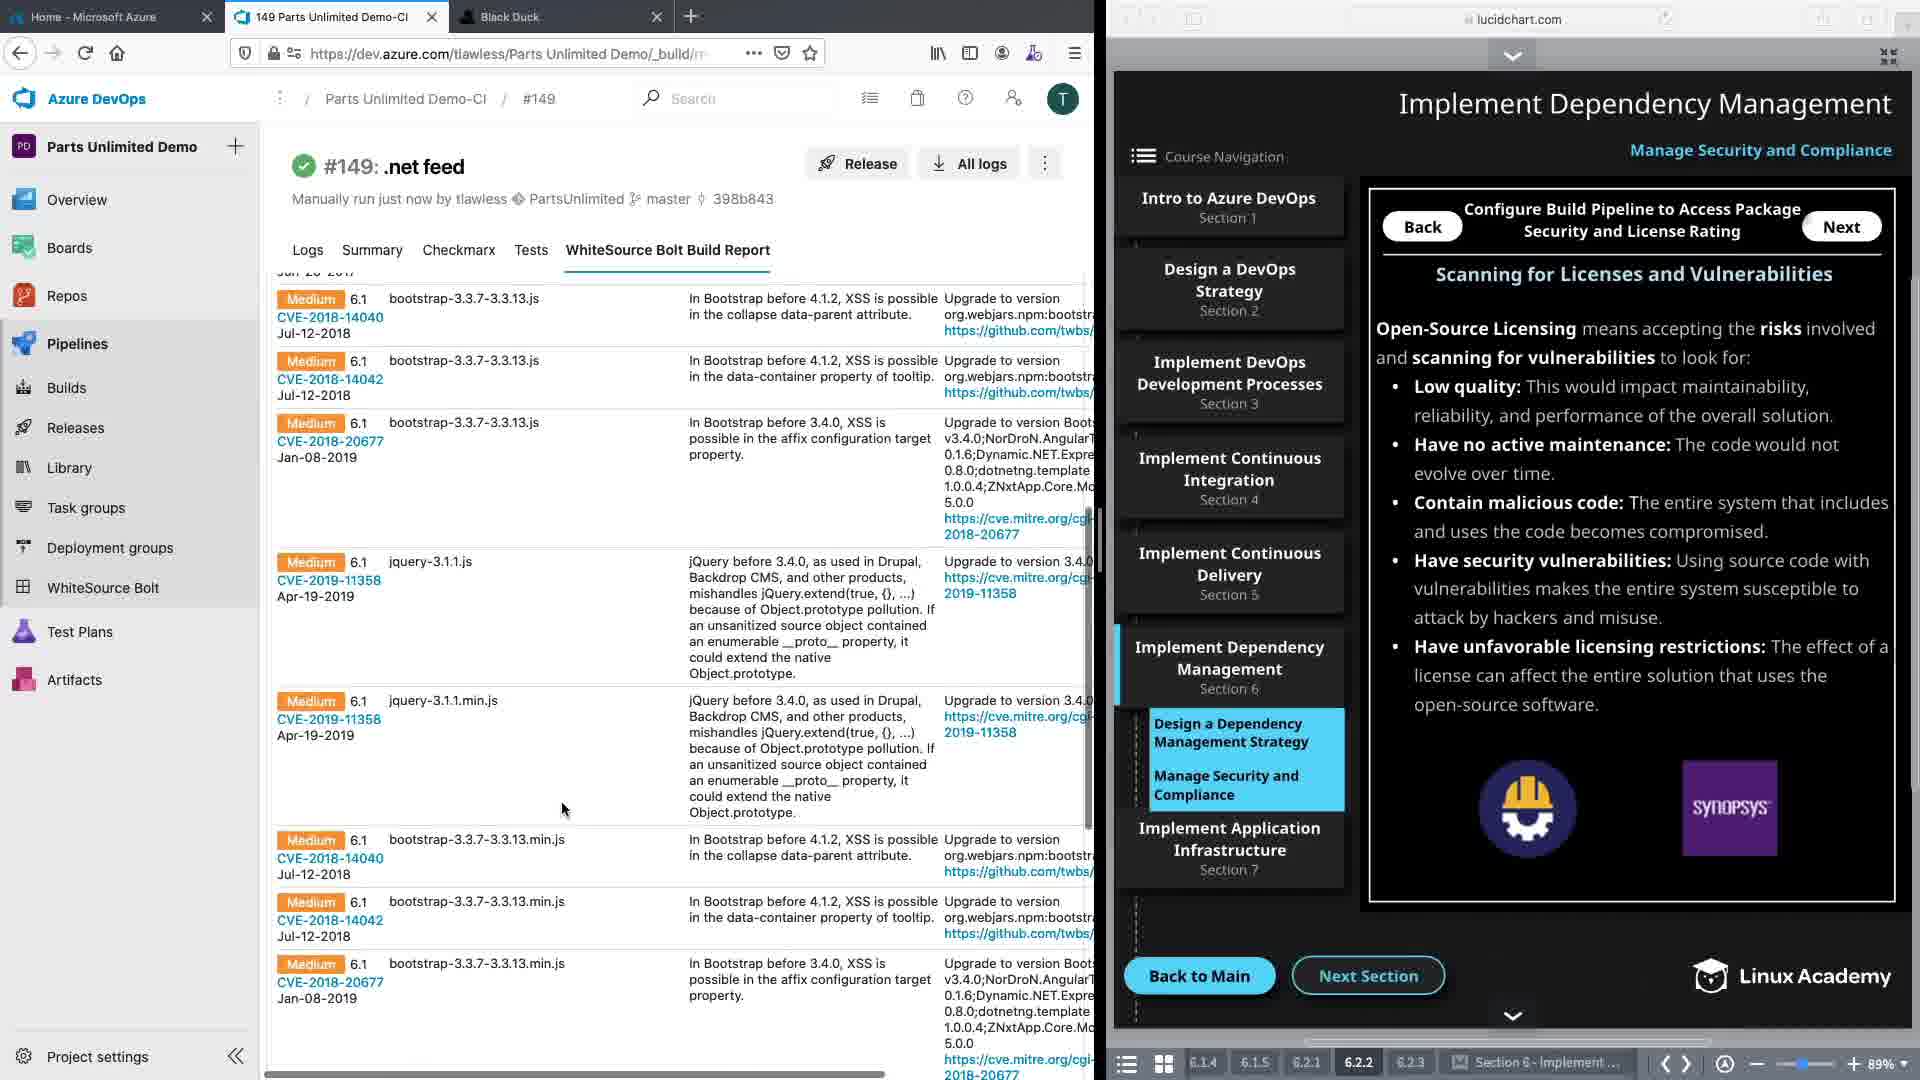 Home - Microsoft Azure
149 Parts Unlimited Demo-CI
Black Duck
https://dev.azure.com/tlawless/Parts Unlimited Demo/_build/r
Azure DevOps
/ Parts Unlimited Demo-CI / #149
Search
T
PD Parts Unlimited Demo
Overview
Boards
Repos
Pipelines
Builds
Releases
Library
Task groups
Deployment groups
WhiteSource Bolt
Test Plans
Artifacts
Project settings
#149: .net feed
Release
All logs
Manually run just now by tlawless PartsUnlimited master 398b843
Logs Summary Checkmarx Tests WhiteSource Bolt Build Report
Medium 6.1 bootstrap-3.3.7-3.3.13.js In Bootstrap before 4.1.2, XSS is possible Upgrade to version
CVE-2018-14040 in the collapse data-parent attribute. org.webjars.npm:bootstr
Jul-12-2018 https://github.com/twbs/
Medium 6.1 bootstrap-3.3.7-3.3.13.js In Bootstrap before 4.1.2, XSS is possible Upgrade to version
CVE-2018-14042 in the data-container property of tooltip. org.webjars.npm:bootstr
Jul-12-2018 https://github.com/twbs/
Medium 6.1 bootstrap-3.3.7-3.3.13.js In Bootstrap before 3.4.0, XSS is Upgrade to version Boots
CVE-2018-20677 possible in the affix configuration target v3.4.0;NorDroN.AngularT
Jan-08-2019 property. 0.1.6;Dynamic.NET.Expre
0.8.0;dotnetng.template
1.0.0.4;ZNxtApp.Core.Mo
5.0.0
https://cve.mitre.org/cgi-
2018-20677
Medium 6.1 jquery-3.1.1.js jQuery before 3.4.0, as used in Drupal, Upgrade to version 3.4.0
CVE-2019-11358 Backdrop CMS, and other products, https://cve.mitre.org/cgi-
Apr-19-2019 mishandles jQuery.extend(true, {}, ...) 2019-11358
because of Object.prototype pollution. If
an unsanitized source object contained
an enumerable __proto__ property, it
could extend the native
Object.prototype.
Medium 6.1 jquery-3.1.1.min.js jQuery before 3.4.0, as used in Drupal, Upgrade to version 3.4.0
CVE-2019-11358 Backdrop CMS, and other products, https://cve.mitre.org/cgi-
Apr-19-2019 mishandles jQuery.extend(true, {}, ...) 2019-11358
because of Object.prototype pollution. If
an unsanitized source object contained
an enumerable __proto__ property, it
could extend the native
Object.prototype.
Medium 6.1 bootstrap-3.3.7-3.3.13.min.js In Bootstrap before 4.1.2, XSS is possible Upgrade to version
CVE-2018-14040 in the collapse data-parent attribute. org.webjars.npm:bootstr
Jul-12-2018 https://github.com/twbs/
Medium 6.1 bootstrap-3.3.7-3.3.13.min.js In Bootstrap before 4.1.2, XSS is possible Upgrade to version
CVE-2018-14042 in the data-container property of tooltip. org.webjars.npm:bootstr
Jul-12-2018 https://github.com/twbs/
Medium 6.1 bootstrap-3.3.7-3.3.13.min.js In Bootstrap before 3.4.0, XSS is Upgrade to version Boots
CVE-2018-20677 possible in the affix configuration target v3.4.0;NorDroN.AngularT
Jan-08-2019 property. 0.1.6;Dynamic.NET.Expre
0.8.0;dotnetng.template
1.0.0.4;ZNxtApp.Core.Mo
5.0.0
https://cve.mitre.org/cgi-
2018-20677
lucidchart.com
Implement Dependency Management
Course Navigation
Manage Security and Compliance
Intro to Azure DevOps
Section 1
Design a DevOps
Strategy
Section 2
Implement DevOps
Development Processes
Section 3
Implement Continuous
Integration
Section 4
Implement Continuous
Delivery
Section 5
Implement Dependency
Management
Section 6
Design a Dependency
Management Strategy
Manage Security and
Compliance
Implement Application
Infrastructure
Section 7
Back to Main
Next Section
Back
Configure Build Pipeline to Access Package
Security and License Rating
Next
Scanning for Licenses and Vulnerabilities
Open-Source Licensing means accepting the risks involved
and scanning for vulnerabilities to look for:
• Low quality: This would impact maintainability,
reliability, and performance of the overall solution.
• Have no active maintenance: The code would not
evolve over time.
• Contain malicious code: The entire system that includes
and uses the code becomes compromised.
• Have security vulnerabilities: Using source code with
vulnerabilities makes the entire system susceptible to
attack by hackers and misuse.
• Have unfavorable licensing restrictions: The effect of a
license can affect the entire solution that uses the
open-source software.
SYNOPSYS
Linux Academy
6.1.4 6.1.5 6.2.1 6.2.2 6.2.3 Section 6 - Implement ...
89%